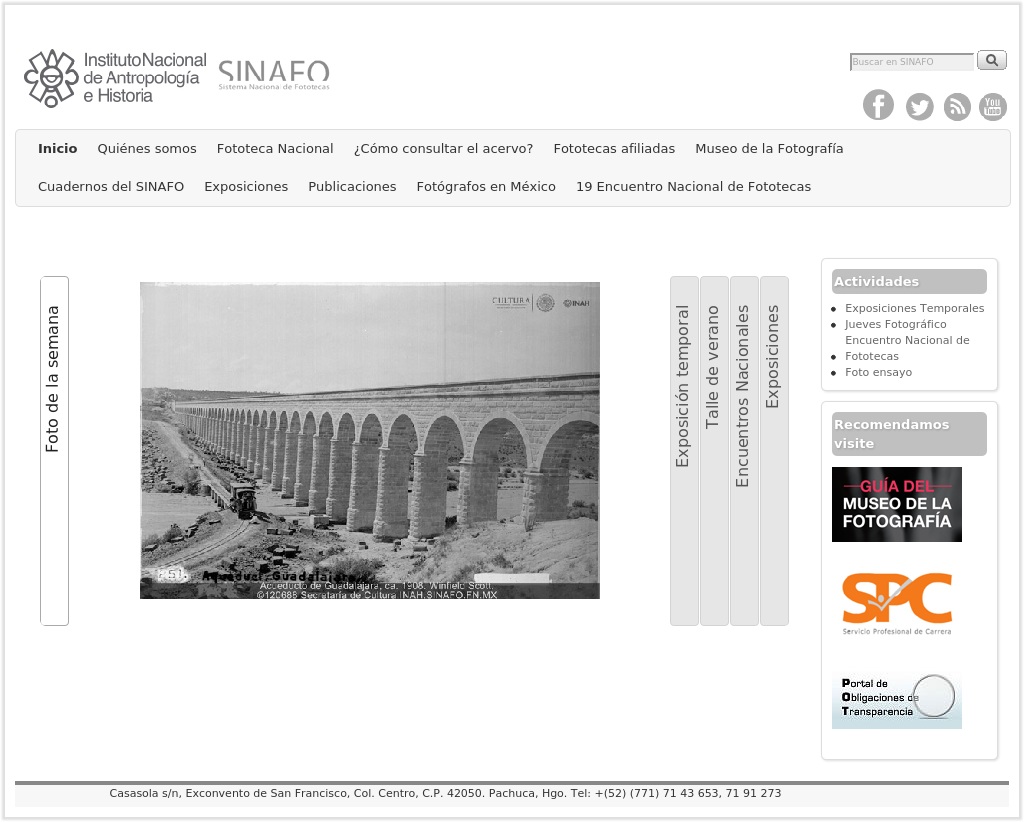 Instituto Nacional
de Antropología
e Historia
SINAFO
Sistema Nacional de Fototecas
Buscar en SINAFO
You
Tube
Inicio Quiénes somos Fototeca Nacional ¿Cómo consultar el acervo? Fototecas afiliadas Museo de la Fotografía
Cuadernos del SINAFO Exposiciones Publicaciones Fotógrafos en México 19 Encuentro Nacional de Fototecas
Foto de la semana
CULTURA
INAH
Acueducto de Guadalajara, ca. 1908, Winfield Scott
©120688 Secretaría de Cultura.INAH.SINAFO.FN.MX
Exposición temporal
Talle de verano
Encuentros Nacionales
Exposiciones
Actividades
Exposiciones Temporales
Jueves Fotográfico
Encuentro Nacional de
Fototecas
Foto ensayo
Recomendamos
visite
GUÍA DEL
MUSEO DE LA
FOTOGRAFÍA
SPC
Servicio Profesional de Carrera
Portal de
Obligaciones de
Transparencia
Casasola s/n, Exconvento de San Francisco, Col. Centro, C.P. 42050. Pachuca, Hgo. Tel: +(52) (771) 71 43 653, 71 91 273